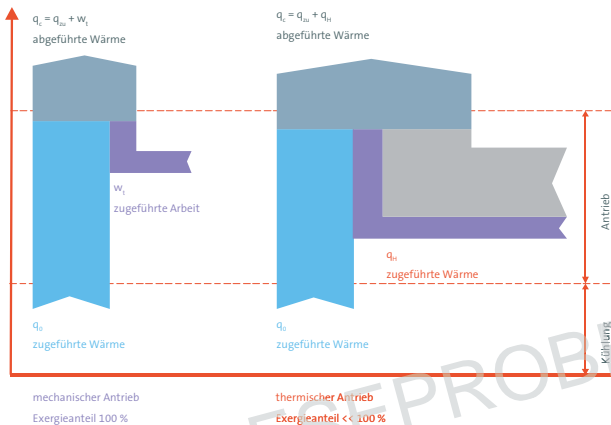 q_c = q_zu + w_t
abgeführte Wärme
q_c = q_zu + q_H
abgeführte Wärme
w_t
zugeführte Arbeit
q_H
zugeführte Wärme
q_0
zugeführte Wärme
q_0
zugeführte Wärme
Antrieb
Kühlung
mechanischer Antrieb
Exergieanteil 100 %
thermischer Antrieb
Exergieanteil << 100 %
ESEPROBE